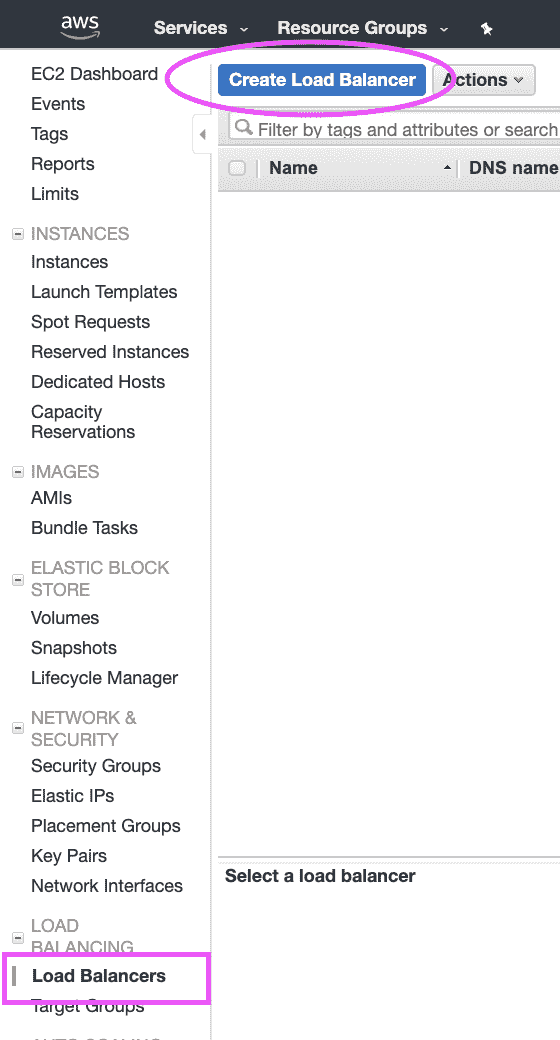 aws Services Resource Groups
EC2 Dashboard
Events
Tags
Reports
Limits
INSTANCES
Instances
Launch Templates
Spot Requests
Reserved Instances
Dedicated Hosts
Capacity
Reservations
IMAGES
AMIs
Bundle Tasks
ELASTIC BLOCK
STORE
Volumes
Snapshots
Lifecycle Manager
NETWORK &
SECURITY
Security Groups
Elastic IPs
Placement Groups
Key Pairs
Network Interfaces
LOAD
BALANCING
Load Balancers
Target Groups
AUTO SCALING
Create Load Balancer Actions
Filter by tags and attributes or search
Name DNS name
Select a load balancer